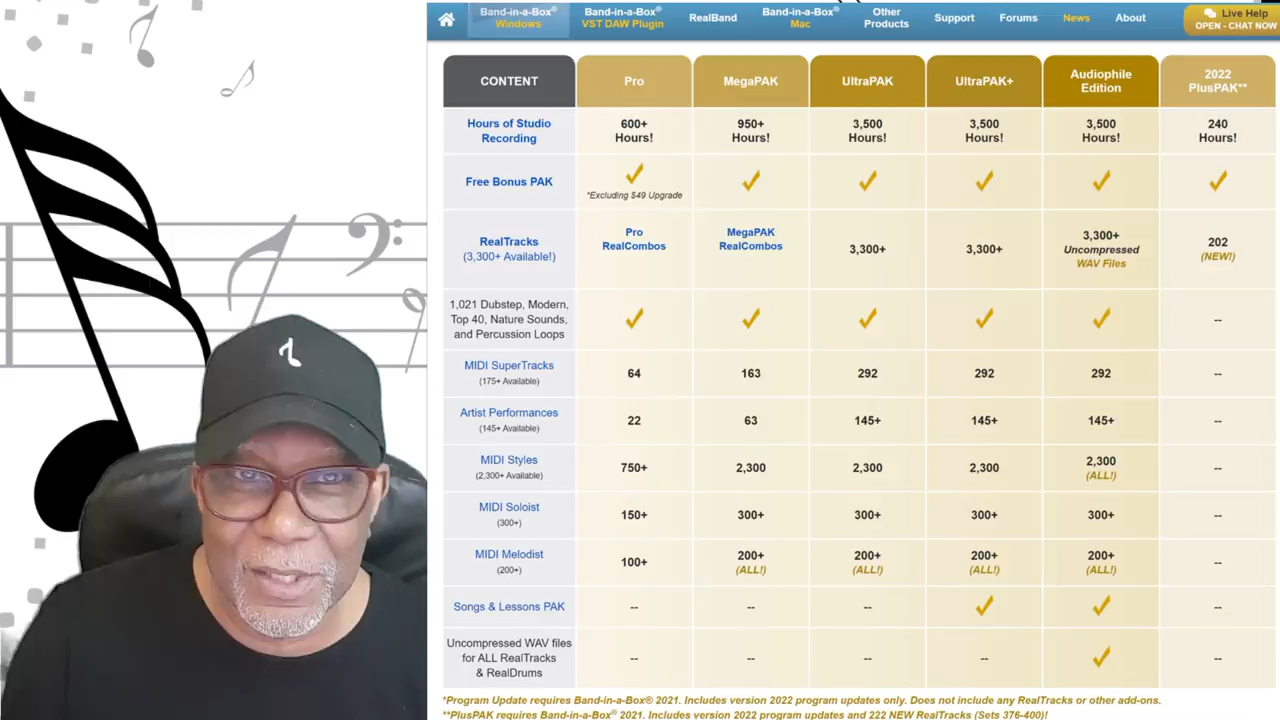 Band-in-a-Box®
Windows
Band-in-a-Box®
VST DAW Plugin
RealBand
Band-in-a-Box®
Mac
Other
Products
Support
Forums
News
About
Live Help
OPEN - CHAT NOW
CONTENT
Pro
MegaPAK
UltraPAK
UltraPAK+
Audiophile
Edition
2022
PlusPAK**
Hours of Studio
Recording
600+
Hours!
950+
Hours!
3,500
Hours!
3,500
Hours!
3,500
Hours!
240
Hours!
Free Bonus PAK
*Excluding $49 Upgrade
RealTracks
(3,300+ Available!)
Pro
RealCombos
MegaPAK
RealCombos
3,300+
3,300+
3,300+
Uncompressed
WAV Files
202
(NEW!)
1,021 Dubstep, Modern,
Top 40, Nature Sounds,
and Percussion Loops
--
MIDI SuperTracks
(175+ Available)
64
163
292
292
292
--
Artist Performances
(145+ Available)
22
63
145+
145+
145+
--
MIDI Styles
(2,300+ Available)
750+
2,300
2,300
2,300
2,300
(ALL!)
--
MIDI Soloist
(300+)
150+
300+
300+
300+
300+
--
MIDI Melodist
(200+)
100+
200+
(ALL!)
200+
(ALL!)
200+
(ALL!)
200+
(ALL!)
--
Songs & Lessons PAK
--
--
--
--
Uncompressed WAV files
for ALL RealTracks
& RealDrums
--
--
--
--
--
*Program Update requires Band-in-a-Box® 2021. Includes version 2022 program updates only. Does not include any RealTracks or other add-ons.
**PlusPAK requires Band-in-a-Box® 2021. Includes version 2022 program updates and 222 NEW RealTracks (Sets 376-400)!